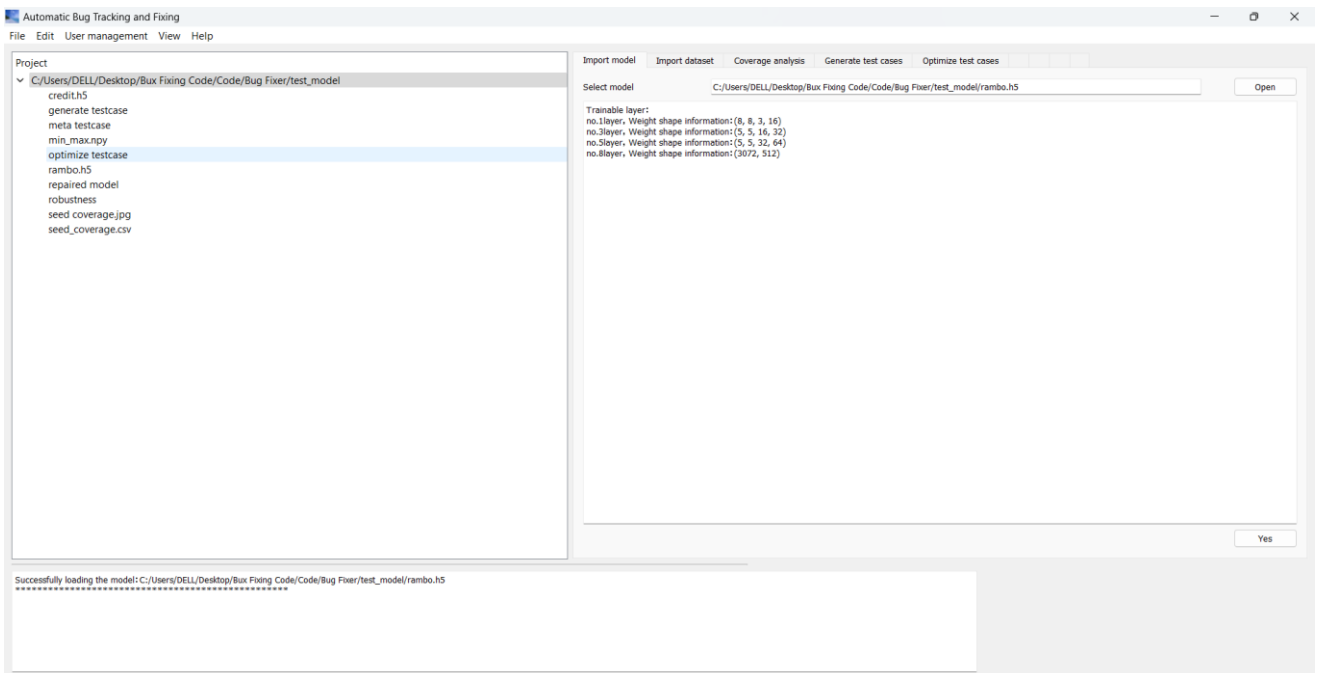 Automatic Bug Tracking and Fixing
File Edit User management View Help
Project
C:/Users/DELL/Desktop/Bux Fixing Code/Code/Bug Fixer/test_model
credit.h5
generate testcase
meta testcase
min_max.npy
optimize testcase
rambo.h5
repaired model
robustness
seed coverage.jpg
seed_coverage.csv
Import model Import dataset Coverage analysis Generate test cases Optimize test cases
Select model C:/Users/DELL/Desktop/Bux Fixing Code/Code/Bug Fixer/test_model/rambo.h5 Open
Trainable layer:
no.1layer, Weight shape information:(8, 8, 3, 16)
no.3layer, Weight shape information:(5, 5, 16, 32)
no.5layer, Weight shape information:(5, 5, 32, 64)
no.8layer, Weight shape information:(3072, 512)
Yes
Successfully loading the model:C:/Users/DELL/Desktop/Bux Fixing Code/Code/Bug Fixer/test_model/rambo.h5
**************************************************